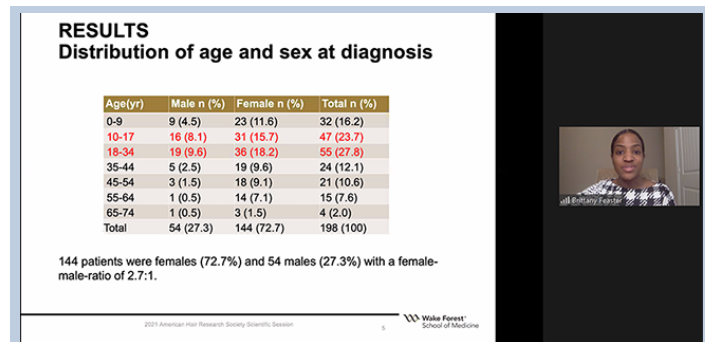 RESULTS
Distribution of age and sex at diagnosis
Age(yr) Male n (%) Female n (%) Total n (%)
0-9 9 (4.5) 23 (11.6) 32 (16.2)
10-17 16 (8.1) 31 (15.7) 47 (23.7)
18-34 19 (9.6) 36 (18.2) 55 (27.8)
35-44 5 (2.5) 19 (9.6) 24 (12.1)
45-54 3 (1.5) 18 (9.1) 21 (10.6)
55-64 1 (0.5) 14 (7.1) 15 (7.6)
65-74 1 (0.5) 3 (1.5) 4 (2.0)
Total 54 (27.3) 144 (72.7) 198 (100)
144 patients were females (72.7%) and 54 males (27.3%) with a female-
male-ratio of 2.7:1.
2021 American Hair Research Society Scientific Session
5
Wake Forest®
School of Medicine
Brittany Feaster